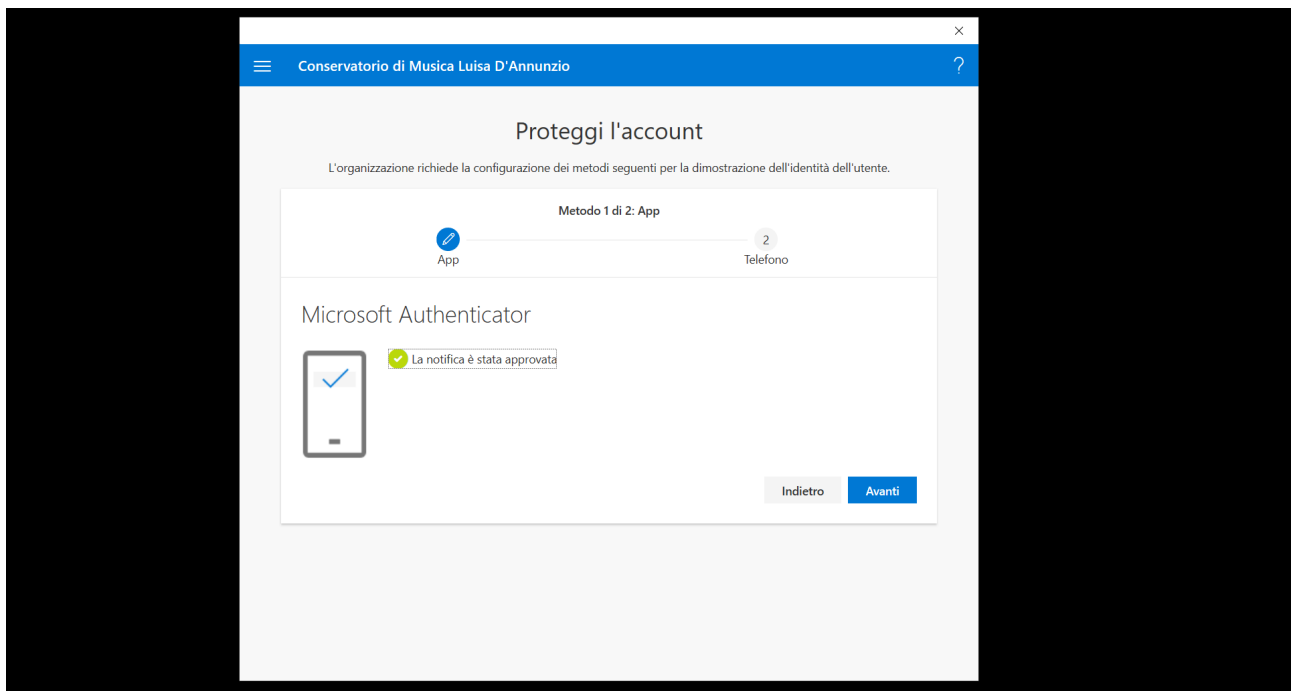 Conservatorio di Musica Luisa D'Annunzio
?
Proteggi l'account
L'organizzazione richiede la configurazione dei metodi seguenti per la dimostrazione dell'identità dell'utente.
Metodo 1 di 2: App
2
App
Telefono
Microsoft Authenticator
La notifica è stata approvata
Indietro
Avanti